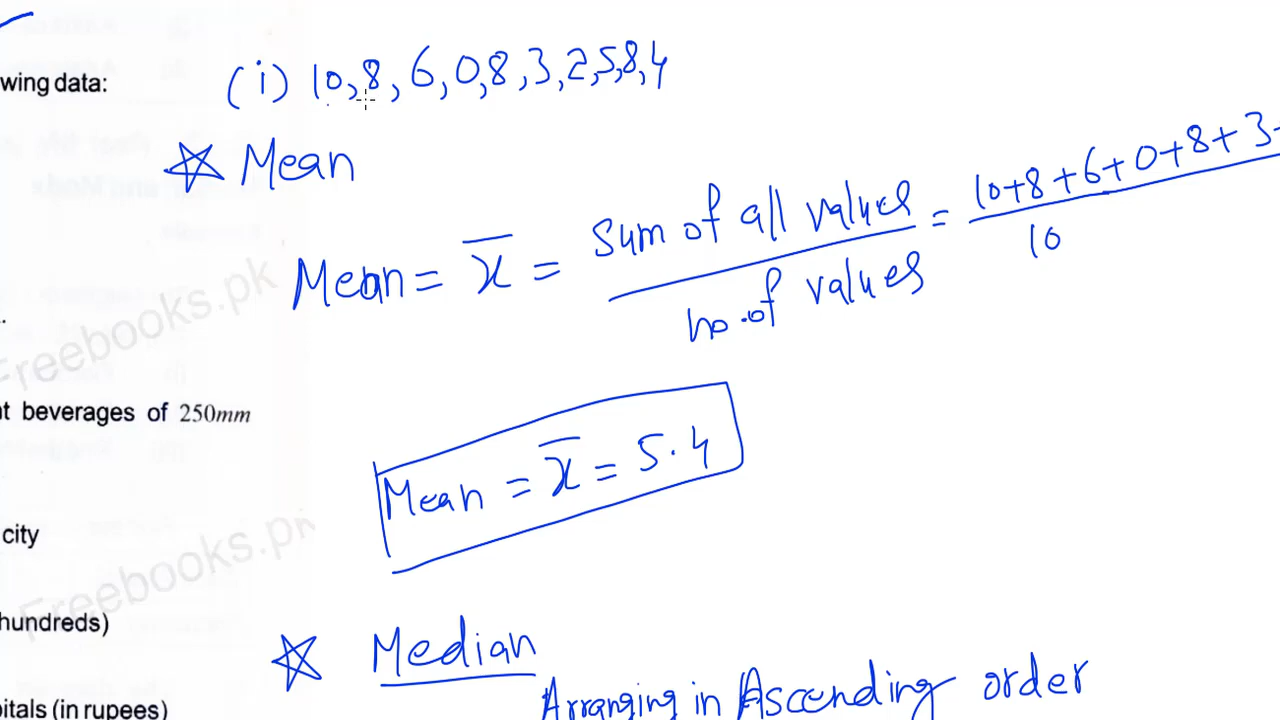 wing data:
(i) 10, 8, 6, 0, 8, 3, 2, 5, 8, 4
Mean
Mean = x̄ = sum of all values / no. of values = 10+8+6+0+8+3 / 10
Freebooks.pk
t beverages of 250mm
Mean = x̄ = 5.4
city
Freebooks.pk
hundreds)
Median
Arranging in Ascending order
pitals (in rupees)